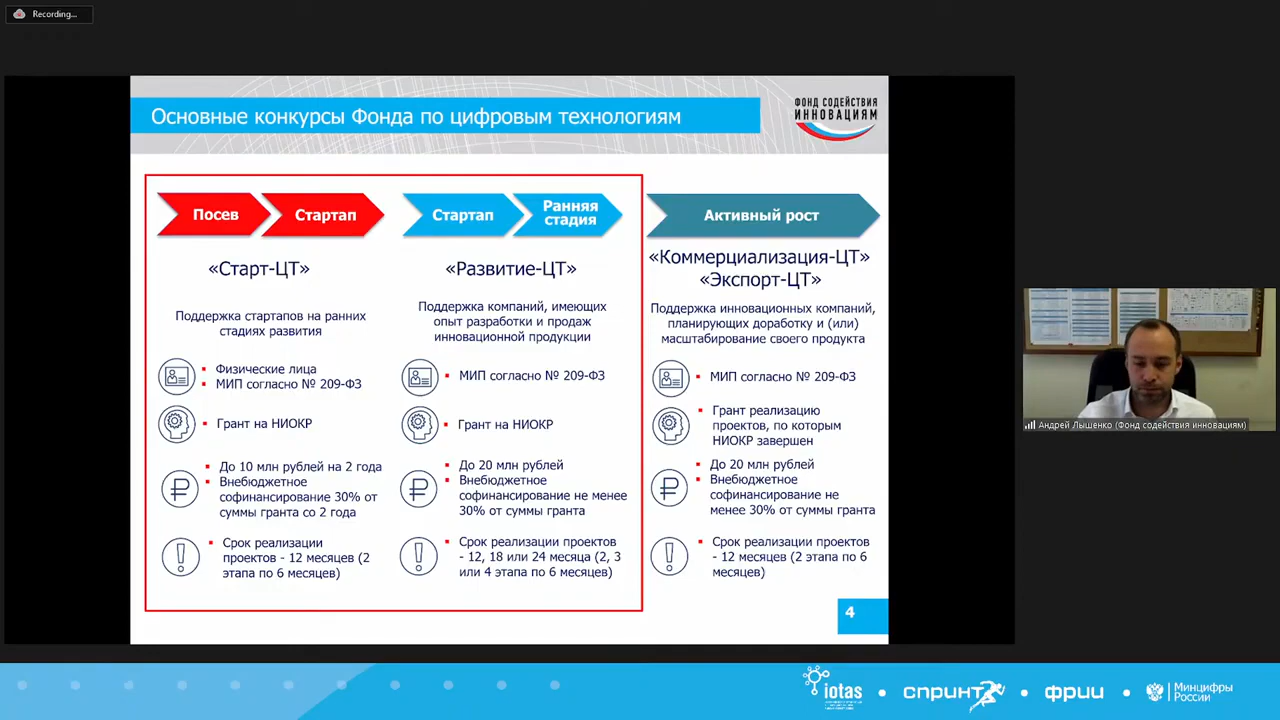 Recording...
Основные конкурсы Фонда по цифровым технологиям
ФОНД СОДЕЙСТВИЯ
ИННОВАЦИЯМ
Посев
Стартап
Стартап
Ранняя
стадия
Активный рост
«Старт-ЦТ»
Поддержка стартапов на ранних
стадиях развития
Физические лица
МИП согласно № 209-ФЗ
Грант на НИОКР
До 10 млн рублей на 2 года
Внебюджетное
софинансирование 30% от
суммы гранта со 2 года
Срок реализации
проектов - 12 месяцев (2
этапа по 6 месяцев)
«Развитие-ЦТ»
Поддержка компаний, имеющих
опыт разработки и продаж
инновационной продукции
МИП согласно № 209-ФЗ
Грант на НИОКР
До 20 млн рублей
Внебюджетное
софинансирование не менее
30% от суммы гранта
Срок реализации проектов
- 12, 18 или 24 месяца (2, 3
или 4 этапа по 6 месяцев)
«Коммерциализация-ЦТ»
«Экспорт-ЦТ»
Поддержка инновационных компаний,
планирующих доработку и (или)
масштабирование своего продукта
МИП согласно № 209-ФЗ
Грант реализацию
проектов, по которым
НИОКР завершен
До 20 млн рублей
Внебюджетное
софинансирование не
менее 30% от суммы гранта
Срок реализации проектов
- 12 месяцев (2 этапа по 6
месяцев)
4
Андрей Лышенко (Фонд содействия инновациям)
iotas
спринт
фрии
Минцифры
России